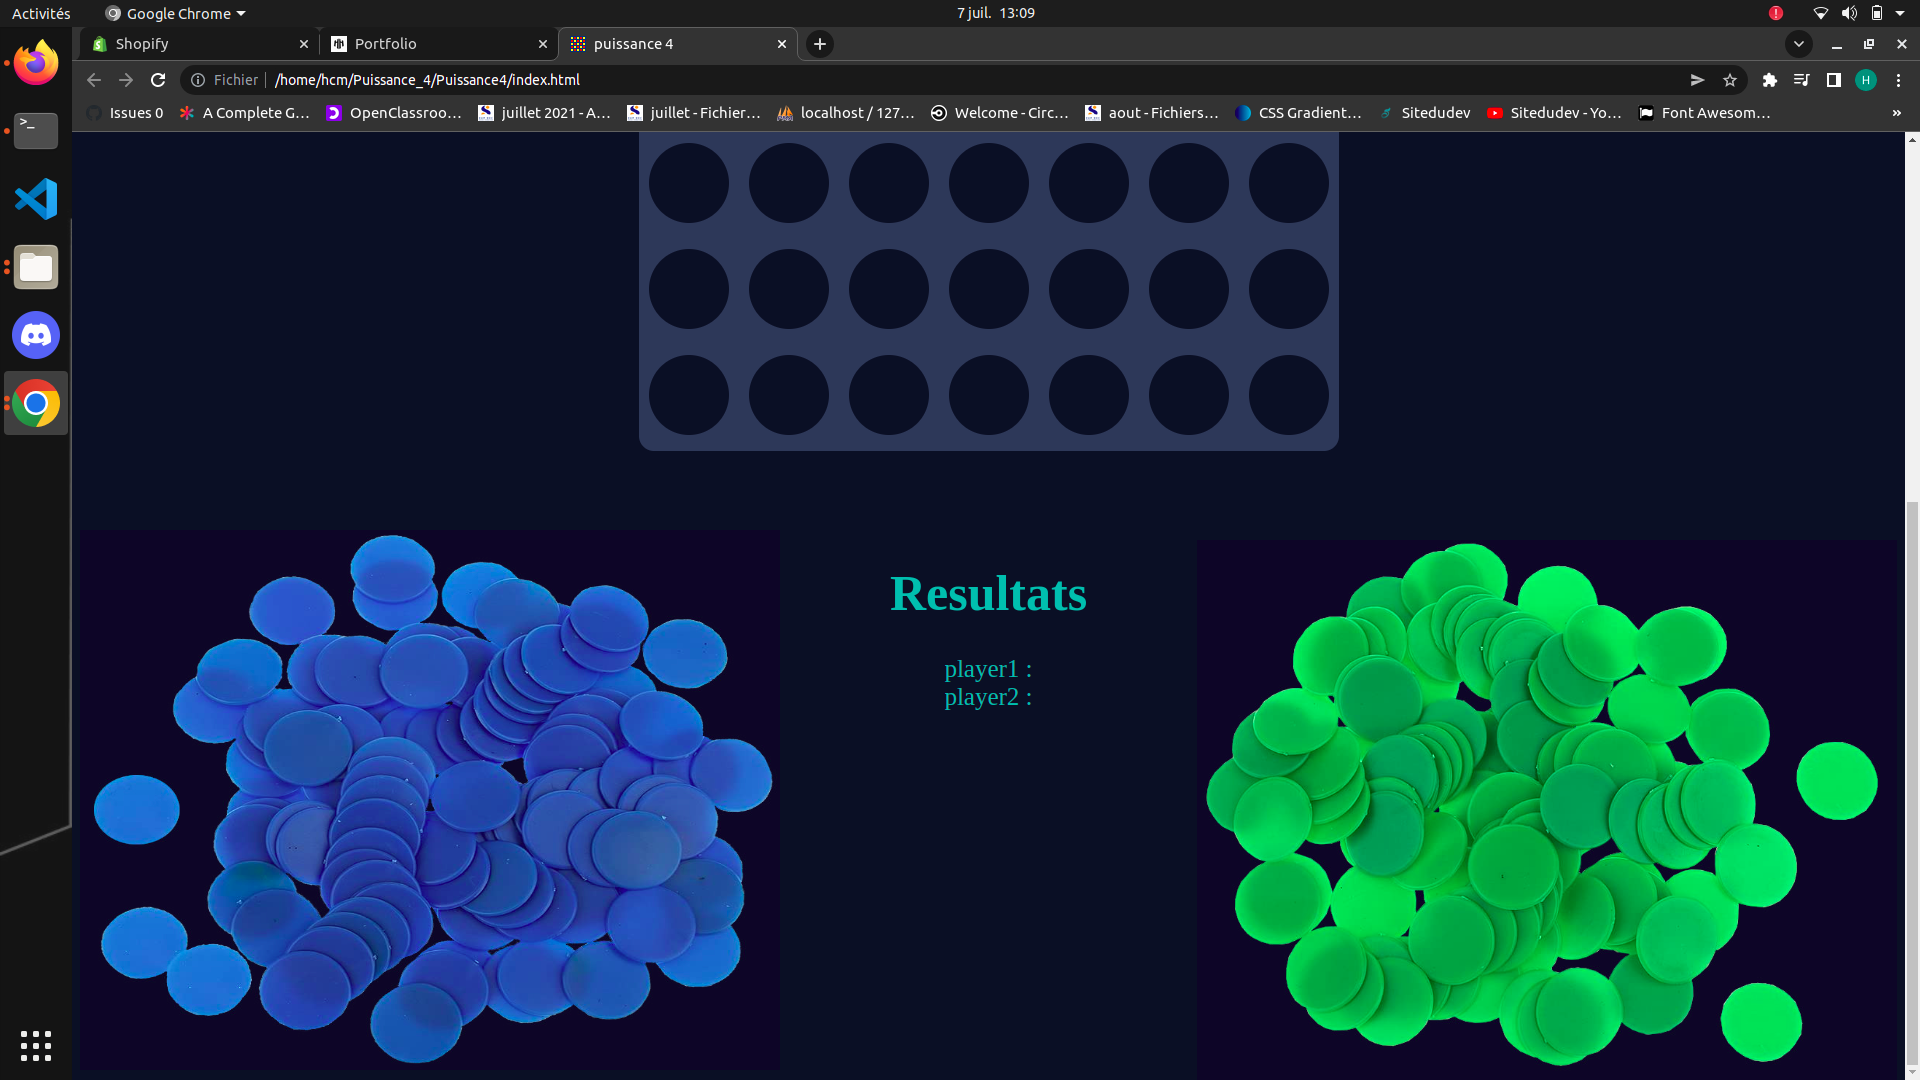 Activités
Google Chrome
7 juil. 13:09
Shopify
Portfolio
puissance 4
Fichier
/home/hcm/Puissance_4/Puissance4/index.html
H
Issues 0
A Complete G…
OpenClassroo…
juillet 2021 - A…
juillet - Fichier…
localhost / 127…
Welcome - Circ…
aout - Fichiers…
CSS Gradient…
Sitedudev
Sitedudev - Yo…
Font Awesom…
»
Resultats
player1 :
player2 :